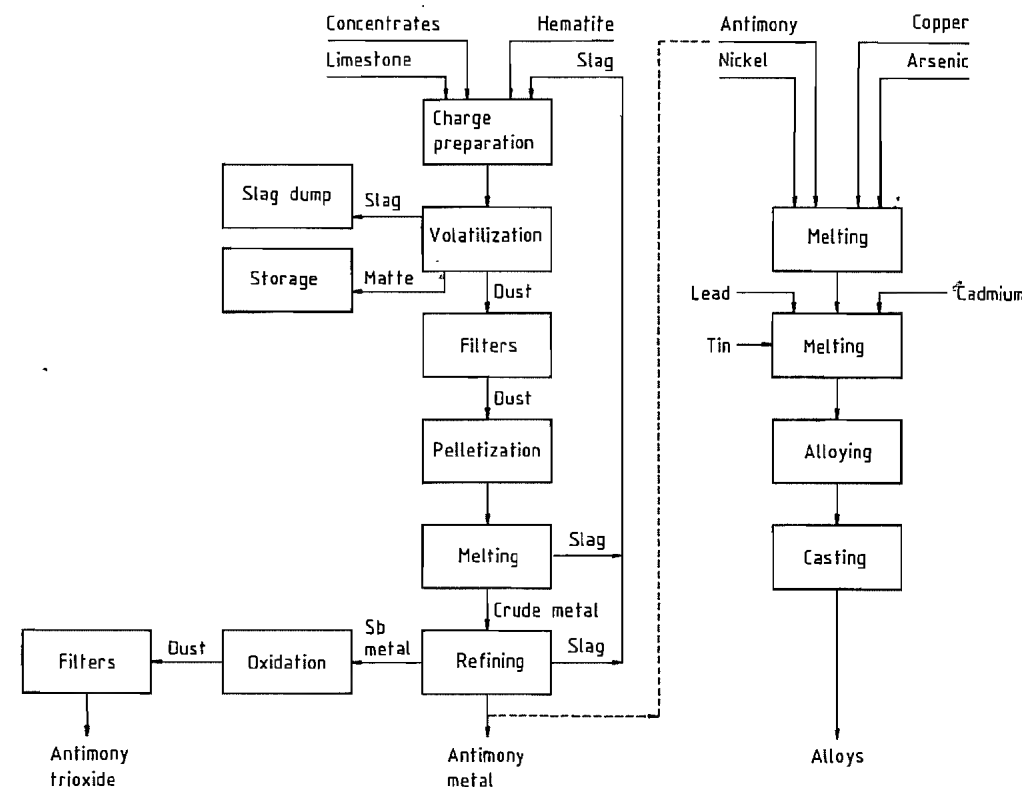 Concentrates
Hematite
Antimony
Copper
Limestone
Slag
Nickel
Arsenic
Charge
preparation
Slag dump
Slag
Volatilization
Melting
Storage
Matte
Dust
Lead
Cadmium
Filters
Tin
Melting
Dust
Pelletization
Alloying
Melting
Slag
Casting
Crude metal
Filters
Dust
Oxidation
Sb
metal
Refining
Slag
Antimony
trioxide
Antimony
metal
Alloys